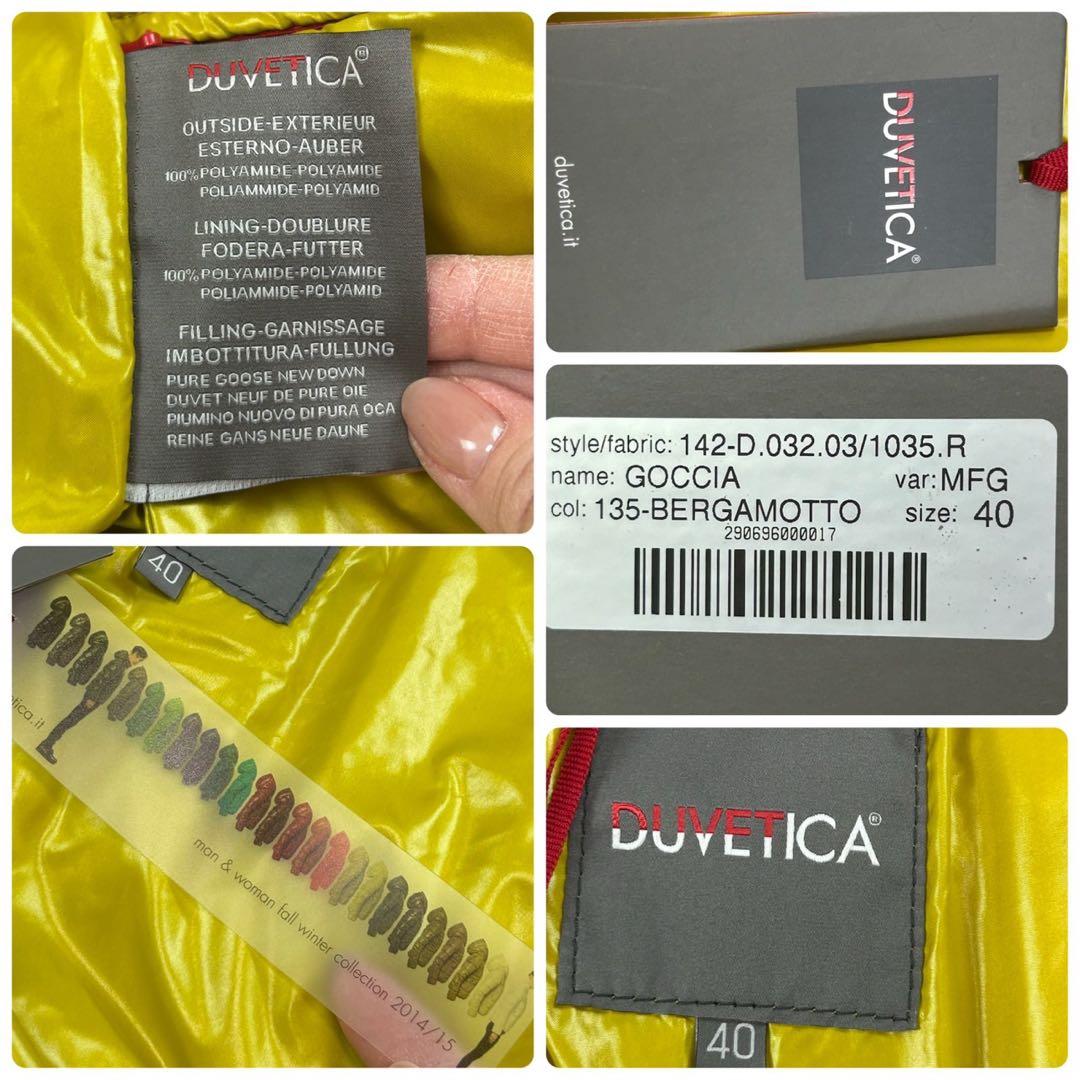 DUVETICA®
OUTSIDE-EXTERIEUR
ESTERNO-AUBER
100% POLYAMIDE-POLYAMIDE
POLIAMMIDE-POLYAMID
LINING-DOUBLURE
FODERA-FUTTER
100% POLYAMIDE-POLYAMIDE
POLIAMMIDE-POLYAMID
FILLING-GARNISSAGE
IMBOTTITURA-FULLUNG
PURE GOOSE NEW DOWN
DUVET NEUF DE PURE OIE
PIUMINO NUOVO DI PURA OCA
REINE GANS NEUE DAUNE
DUVETICA®
duvetica.it
style/fabric: 142-D.032.03/1035.R
name: GOCCIA var: MFG
col: 135-BERGAMOTTO size: 40
290696000017
40
man & woman fall winter collection 2014/15
DUVETICA®
40